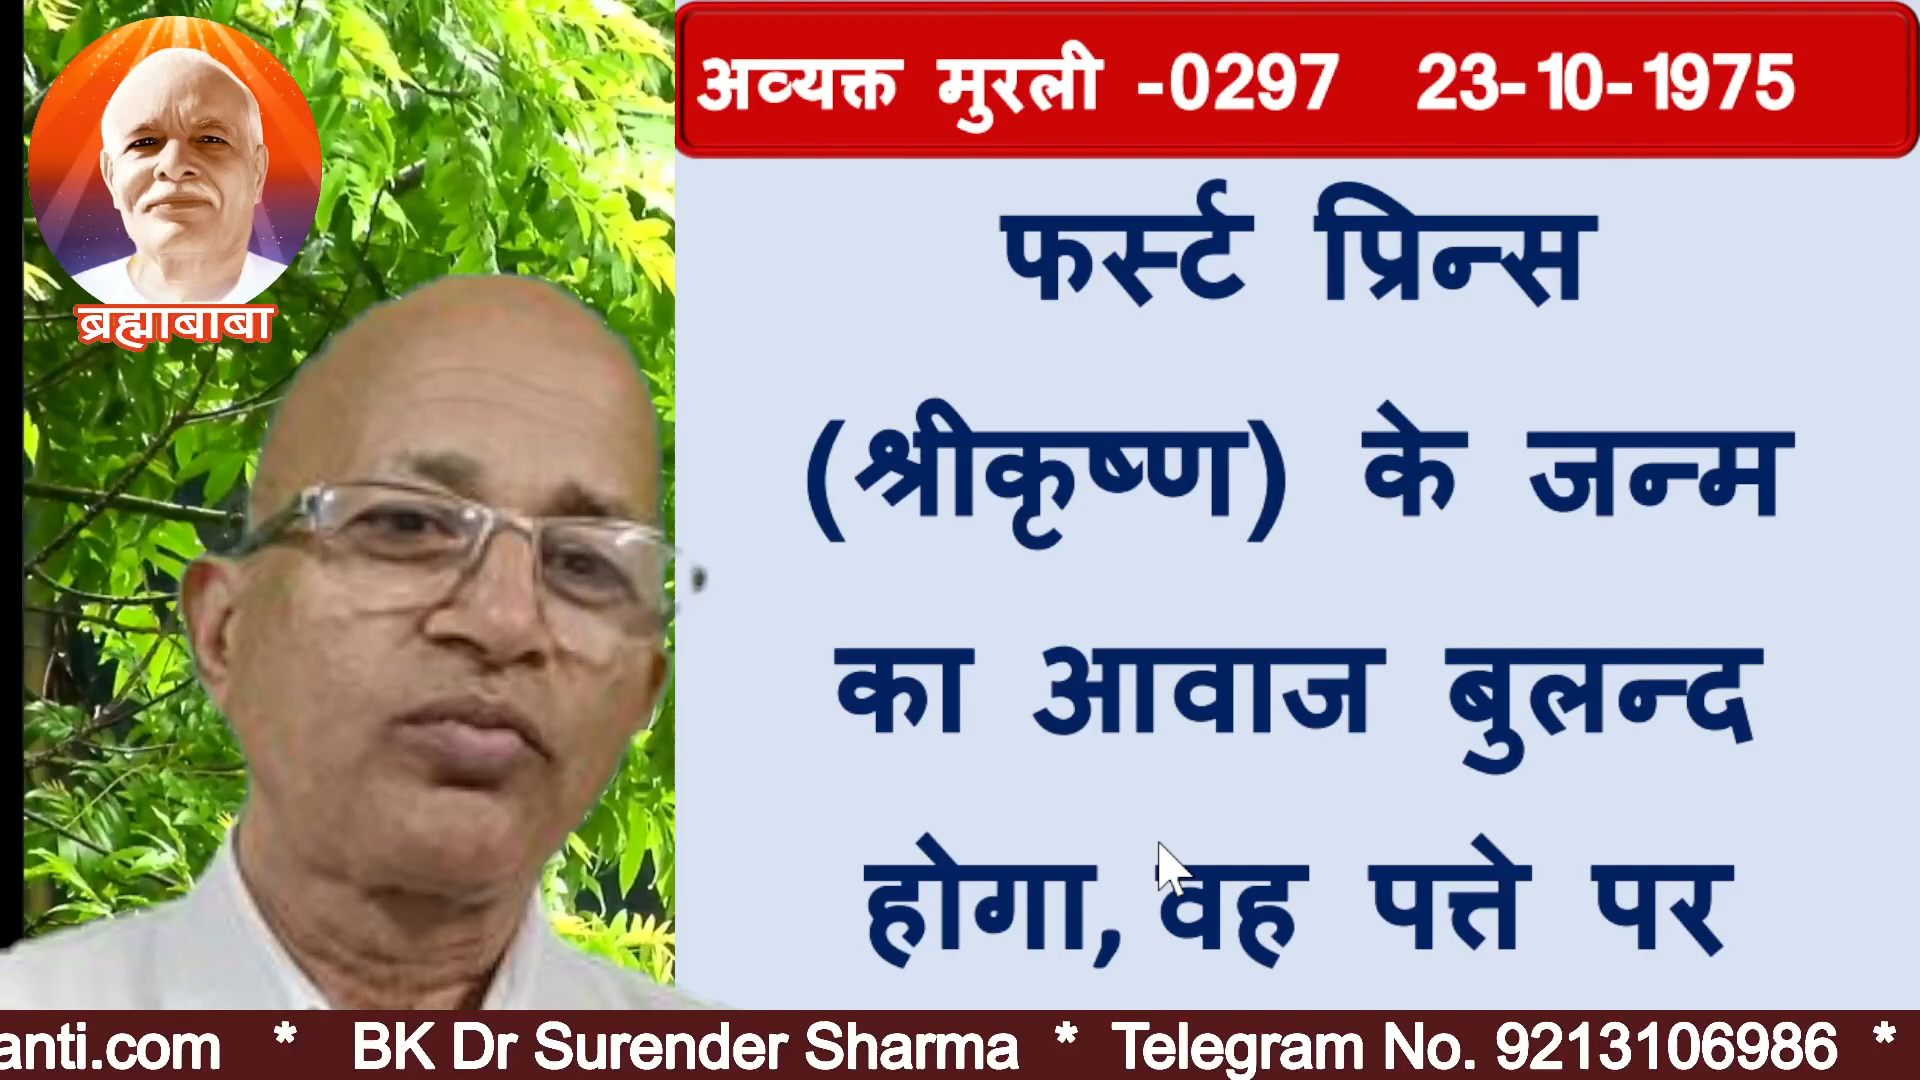 अव्यक्त मुरली -0297 23-10-1975
ब्रह्माबाबा
फर्स्ट प्रिन्स
(श्रीकृष्ण) के जन्म
का आवाज बुलन्द
होगा, वह पत्ते पर
anti.com * BK Dr Surender Sharma * Telegram No. 9213106986 *